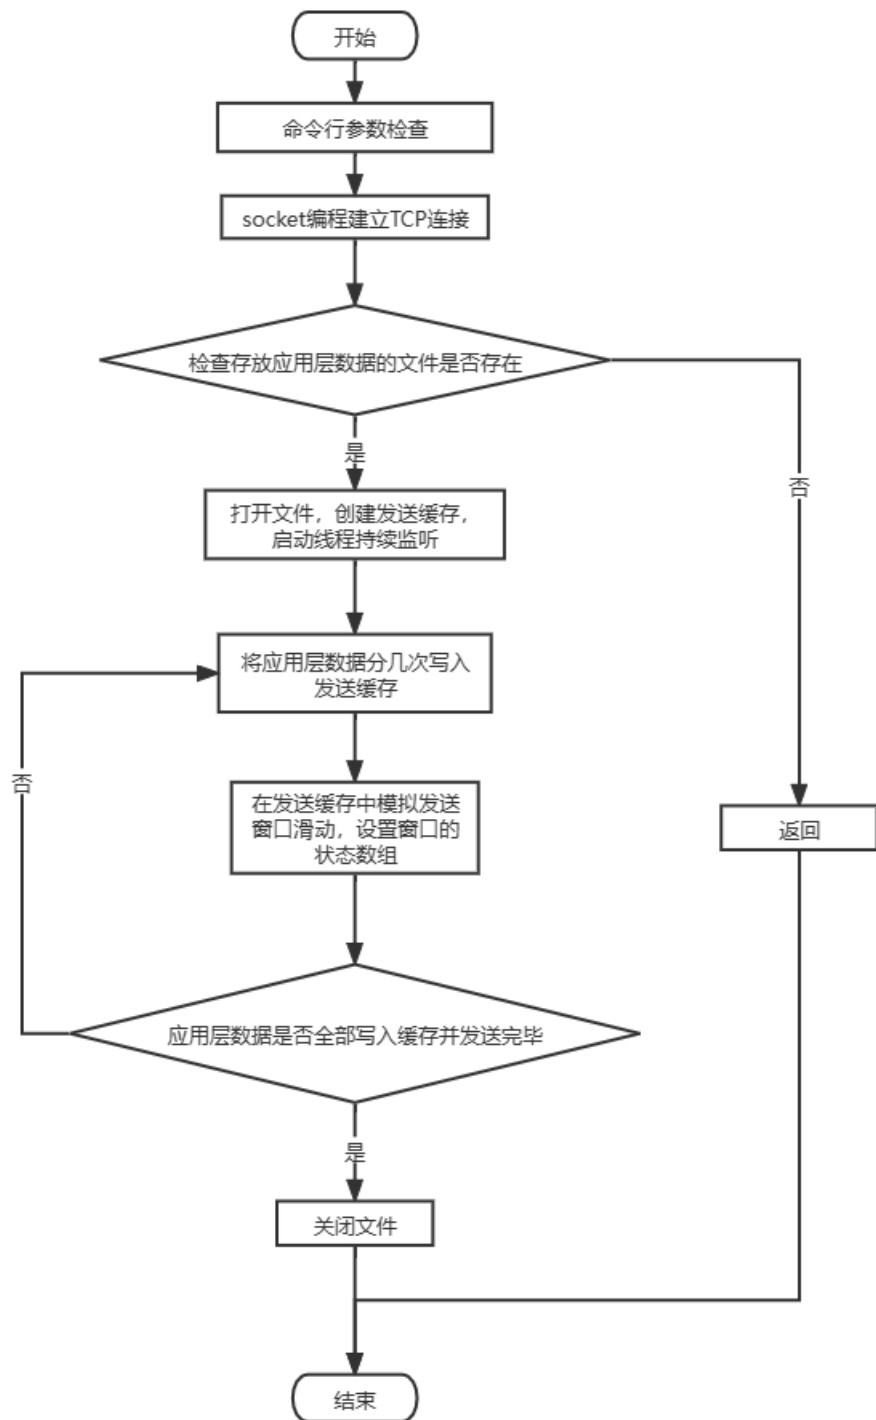 开始
命令行参数检查
socket编程建立TCP连接
检查存放应用层数据的文件是否存在
是
否
打开文件，创建发送缓存，
启动线程持续监听
将应用层数据分几次写入
发送缓存
否
在发送缓存中模拟发送
窗口滑动，设置窗口的
状态数组
返回
应用层数据是否全部写入缓存并发送完毕
是
关闭文件
结束